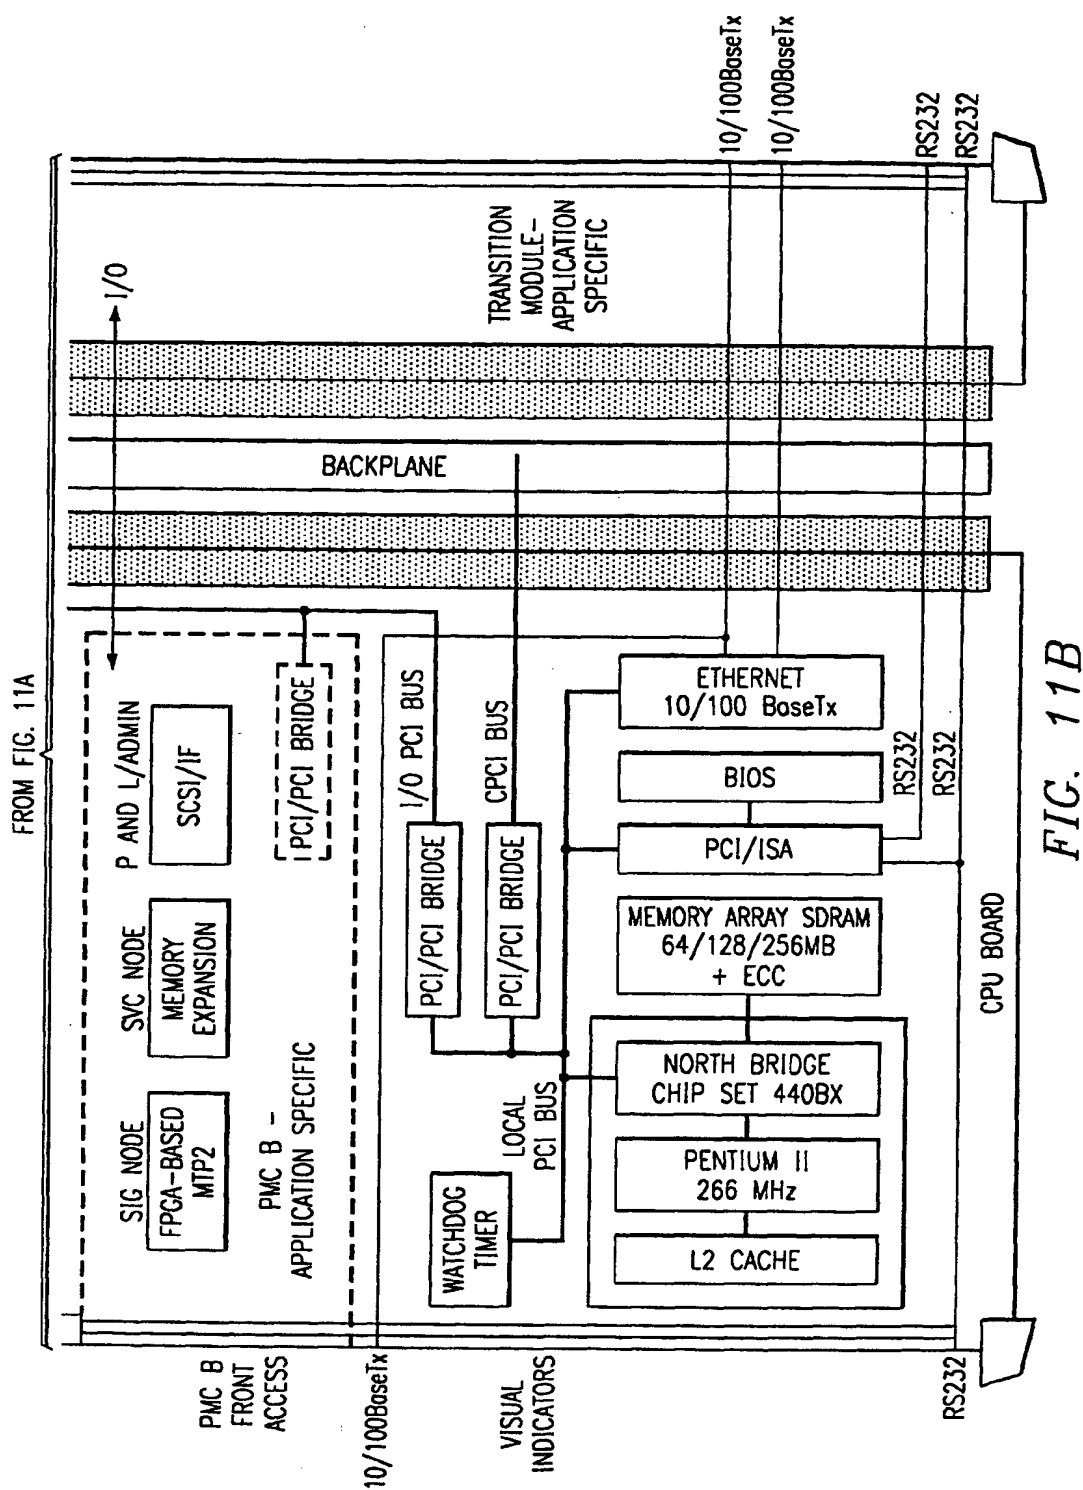 FROM FIG. 11A
PMC B
FRONT
ACCESS
SIG NODE
FPGA-BASED
MTP2
SVC NODE
MEMORY
EXPANSION
P AND L/ADMIN
SCSI/IF
I/O
PMC B -
APPLICATION SPECIFIC
PCI/PCI BRIDGE
BACKPLANE
TRANSITION
MODULE-
APPLICATION
SPECIFIC
10/100BaseTx
VISUAL
INDICATORS
WATCHDOG
TIMER
LOCAL
PCI BUS
PCI/PCI BRIDGE
I/O PCI BUS
PCI/PCI BRIDGE
CPCI BUS
L2 CACHE
PENTIUM II
266 MHz
NORTH BRIDGE
CHIP SET 440BX
MEMORY ARRAY SDRAM
64/128/256MB
+ ECC
PCI/ISA
BIOS
ETHERNET
10/100 BaseTx
10/100BaseTx
10/100BaseTx
RS232
RS232
RS232
RS232
RS232
CPU BOARD
FIG. 11B